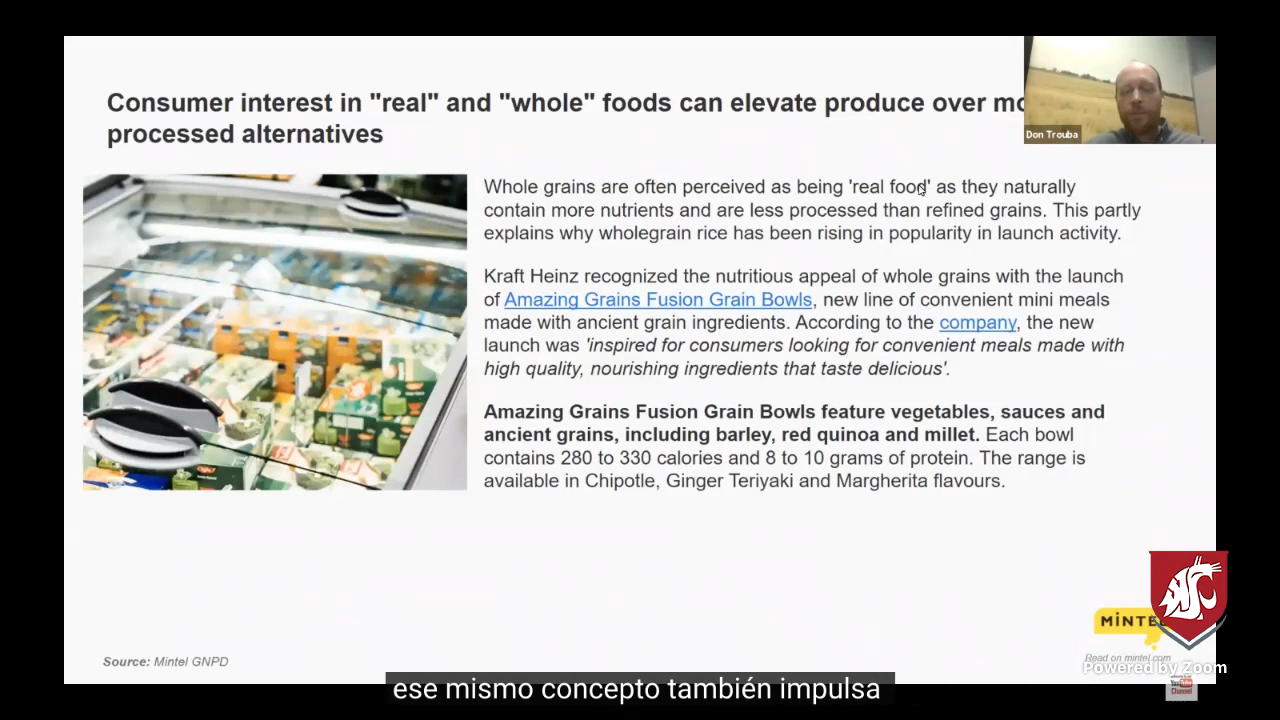 Consumer interest in "real" and "whole" foods can elevate produce over mo
processed alternatives
Don Trouba
Whole grains are often perceived as being 'real food' as they naturally
contain more nutrients and are less processed than refined grains. This partly
explains why wholegrain rice has been rising in popularity in launch activity.
Kraft Heinz recognized the nutritious appeal of whole grains with the launch
of Amazing Grains Fusion Grain Bowls, new line of convenient mini meals
made with ancient grain ingredients. According to the company, the new
launch was 'inspired for consumers looking for convenient meals made with
high quality, nourishing ingredients that taste delicious'.
Amazing Grains Fusion Grain Bowls feature vegetables, sauces and
ancient grains, including barley, red quinoa and millet. Each bowl
contains 280 to 330 calories and 8 to 10 grams of protein. The range is
available in Chipotle, Ginger Teriyaki and Margherita flavours.
MINTEL
Read on mintel.com
Powered by Zoom
Source: Mintel GNPD
ese mismo concepto también impulsa
YouTube
Channel